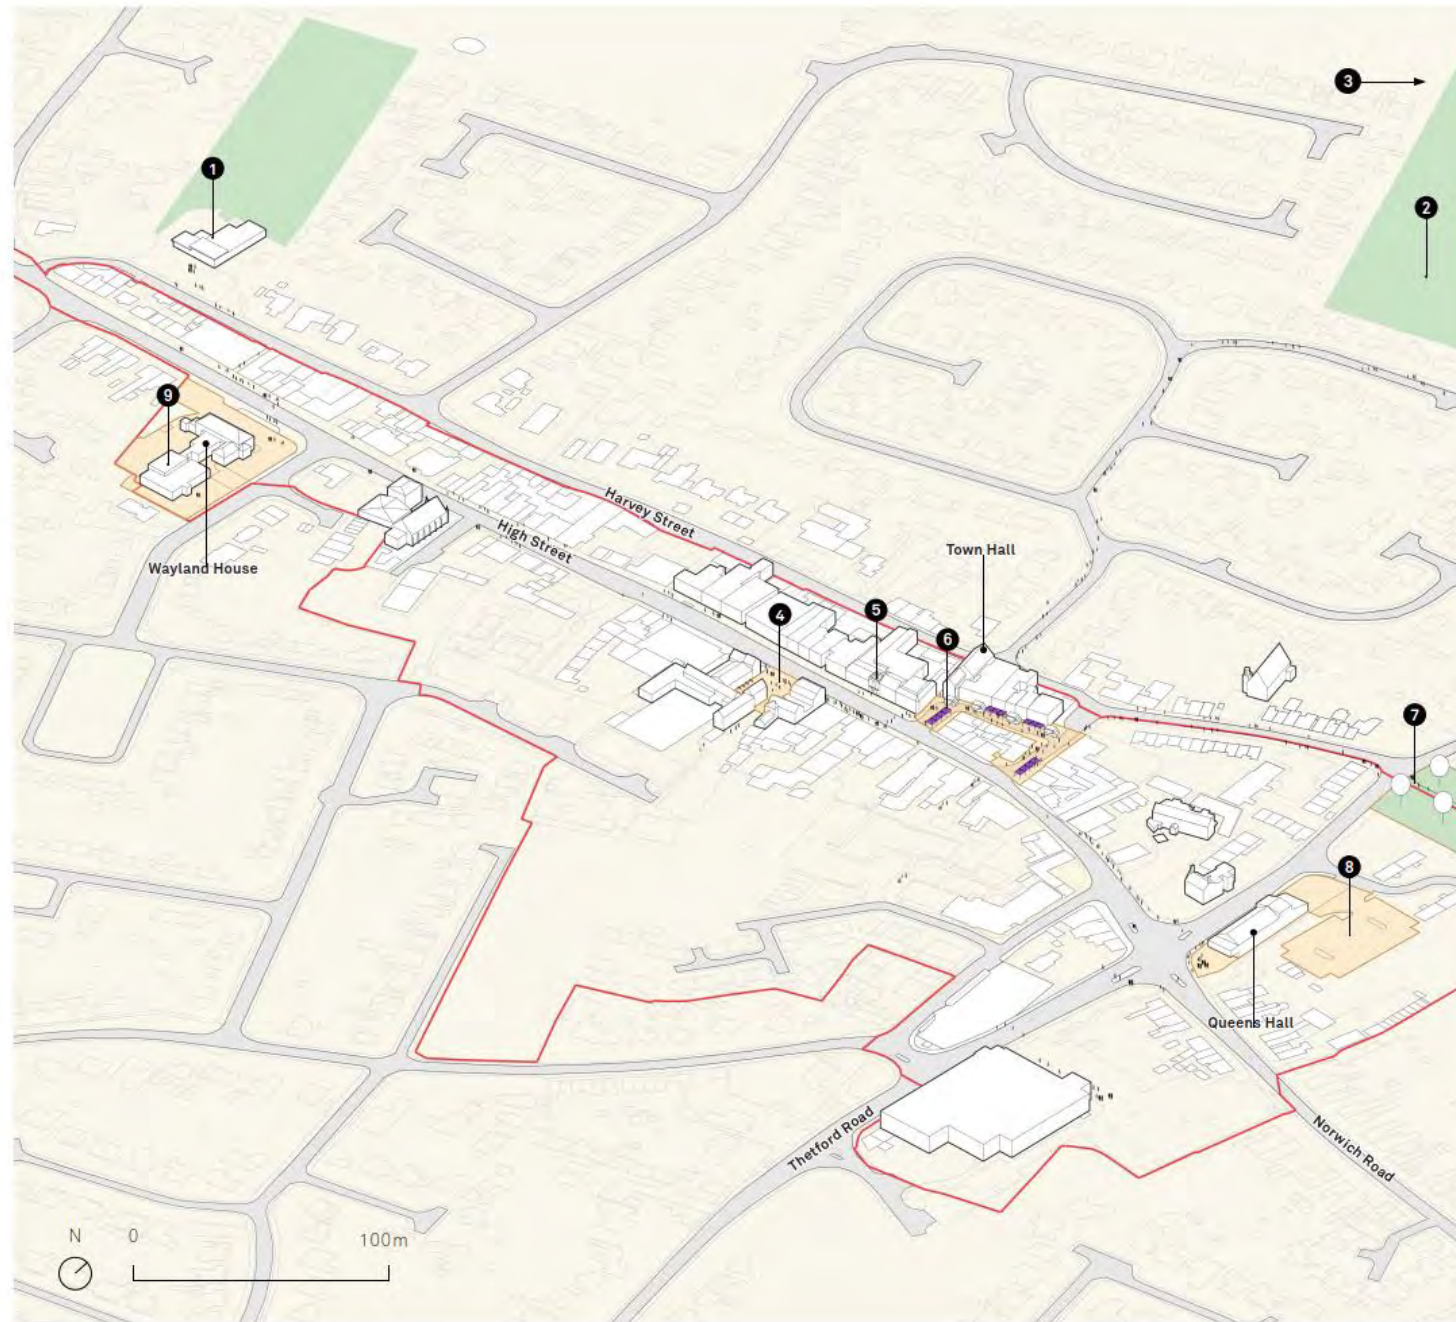 3
1
2
9
Harvey Street
High Street
Town Hall
Wayland House
4
5
6
7
8
Queens Hall
Thetford Road
Norwich Road
N 0 100m